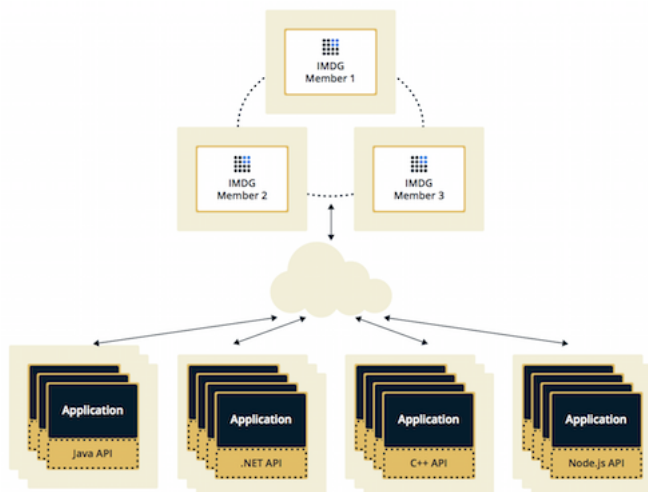 IMDG
Member 1
IMDG
Member 2
IMDG
Member 3
Application
Java API
Application
.NET API
Application
C++ API
Application
Node.js API